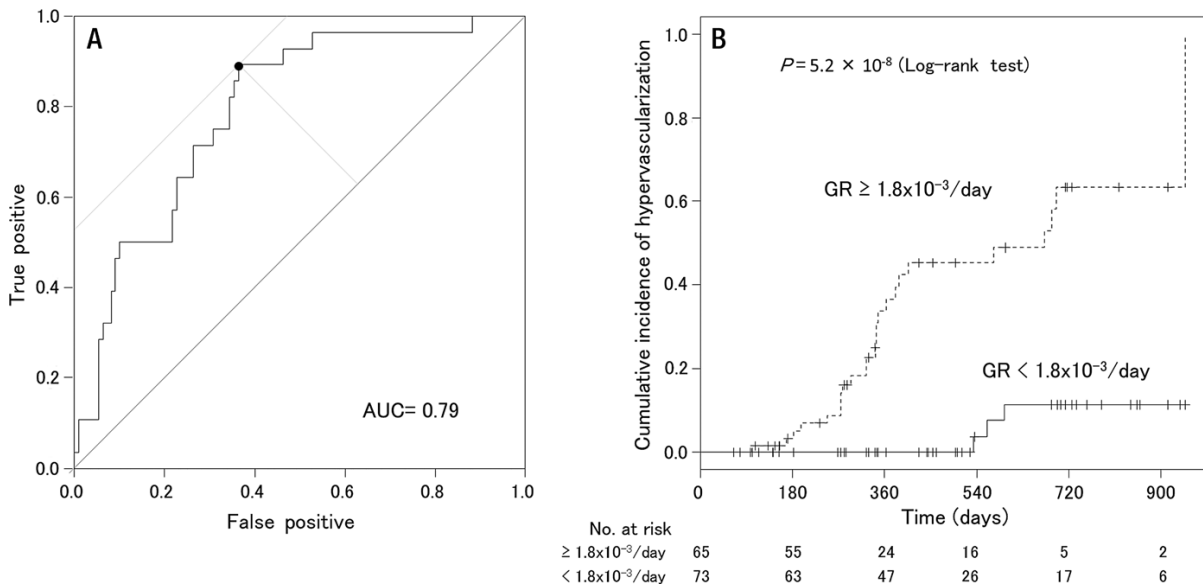 A
1.0
0.8
0.6
0.4
0.2
0.0
True positive
AUC= 0.79
0.0 0.2 0.4 0.6 0.8 1.0
False positive
B
1.0
0.8
0.6
0.4
0.2
0.0
Cumulative incidence of hypervascularization
P=5.2 × 10⁻⁸ (Log-rank test)
GR ≥ 1.8x10⁻³/day
GR < 1.8x10⁻³/day
0 180 360 540 720 900
Time (days)
No. at risk
≥ 1.8x10⁻³/day 65 55 24 16 5 2
< 1.8x10⁻³/day 73 63 47 26 17 6